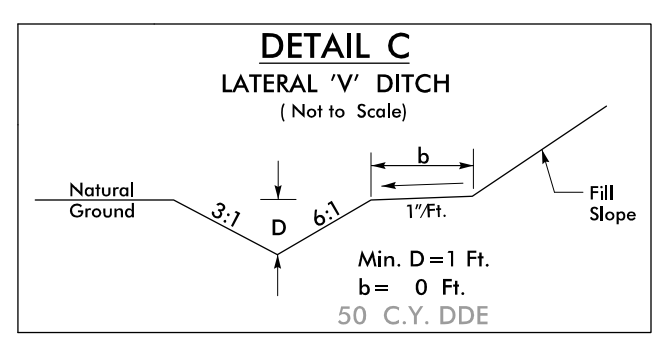 DETAIL C
LATERAL 'V' DITCH
( Not to Scale)
b
Natural
Ground
3:1
D
6:1
1"/Ft.
Fill
Slope
Min. D=1 Ft.
b= 0 Ft.
50 C.Y. DDE